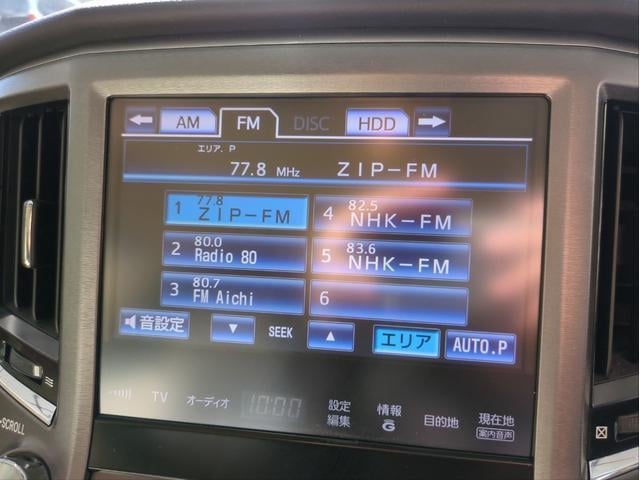 AM FM DISC HDD
エリア. P
77.8 MHz ZIP-FM
1 77.8 ZIP-FM
2 80.0 Radio 80
3 80.7 FM Aichi
4 82.5 NHK-FM
5 83.6 NHK-FM
6
音設定 ▼ SEEK ▲ エリア AUTO.P
TV オーディオ 10:00 設定編集 情報 G 目的地 現在地
案内音声
-SCROLL